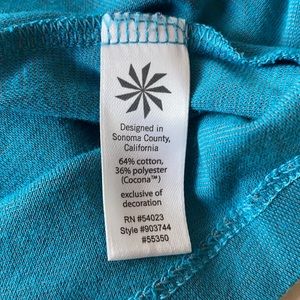 Designed in
Sonoma County,
California
64% cotton,
36% polyester
(Cocona™)
exclusive of
decoration
RN #54023
Style #903744
#55350